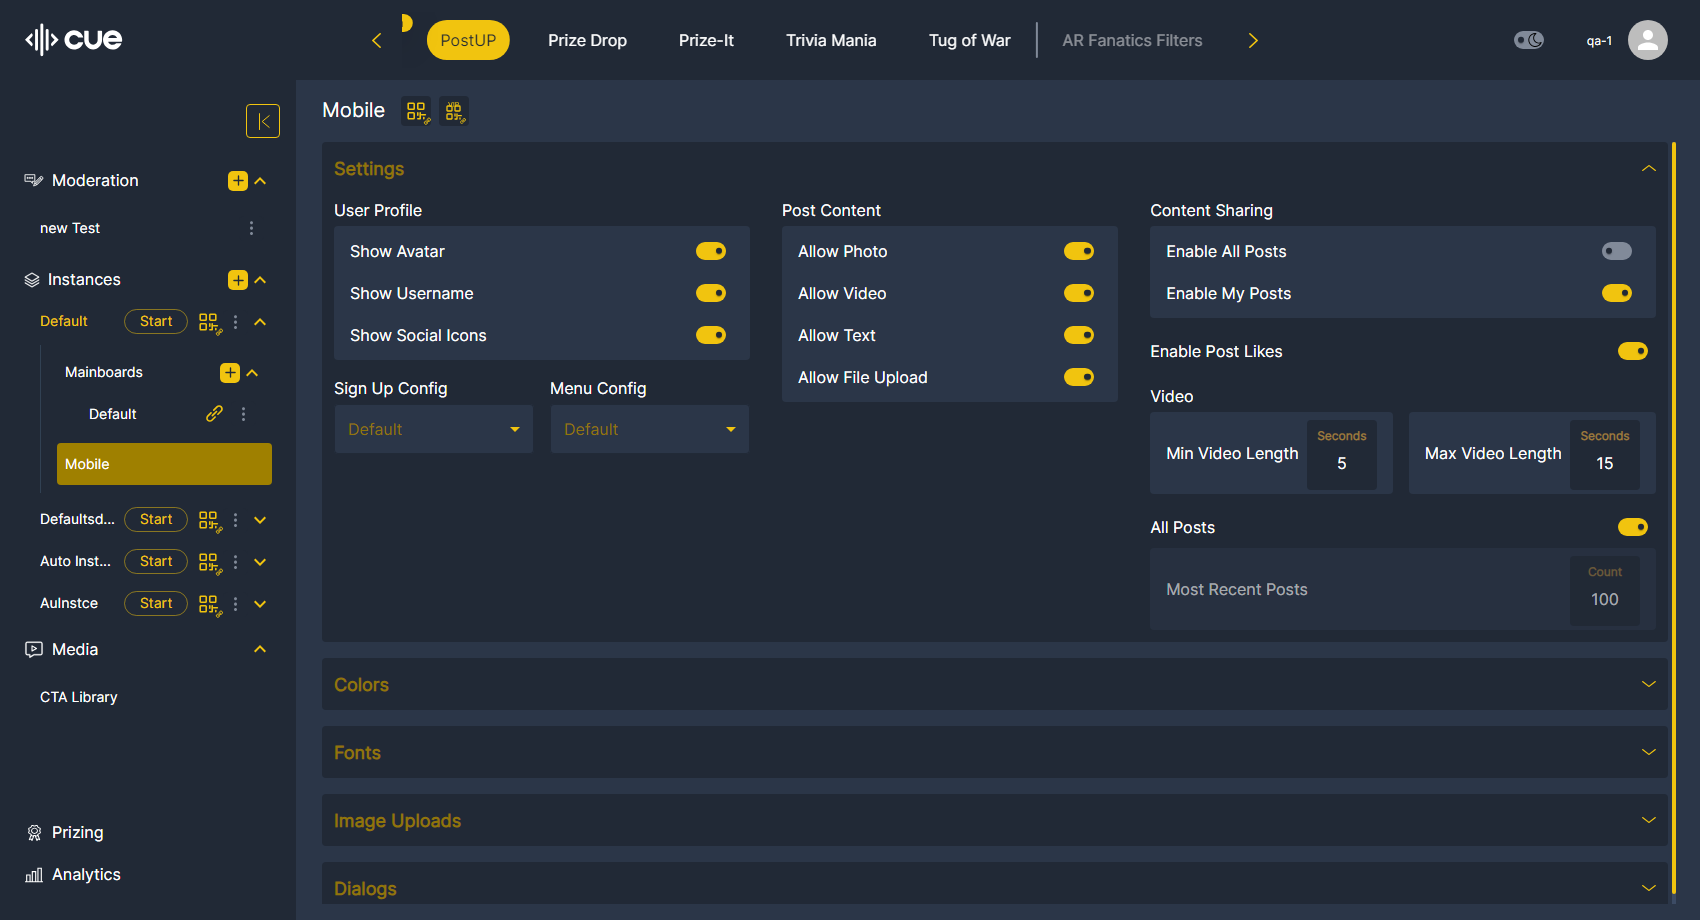 cue
PostUP
Prize Drop
Prize-It
Trivia Mania
Tug of War
AR Fanatics Filters
qa-1
Moderation
new Test
Instances
Default
Start
Mainboards
Default
Mobile
Defaultsd...
Start
Auto Inst...
Start
AuInstce
Start
Media
CTA Library
Prizing
Analytics
Mobile
Settings
User Profile
Show Avatar
Show Username
Show Social Icons
Sign Up Config
Default
Menu Config
Default
Post Content
Allow Photo
Allow Video
Allow Text
Allow File Upload
Content Sharing
Enable All Posts
Enable My Posts
Enable Post Likes
Video
Min Video Length
Seconds
5
Max Video Length
Seconds
15
All Posts
Most Recent Posts
Count
100
Colors
Fonts
Image Uploads
Dialogs